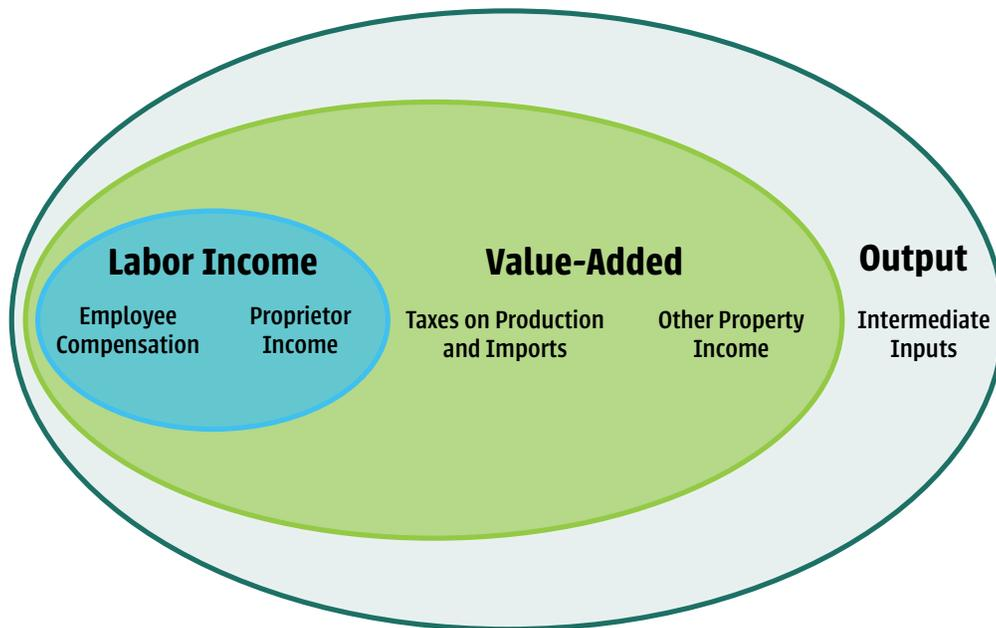 Labor Income
Employee
Compensation
Proprietor
Income
Value-Added
Taxes on Production
and Imports
Other Property
Income
Output
Intermediate
Inputs